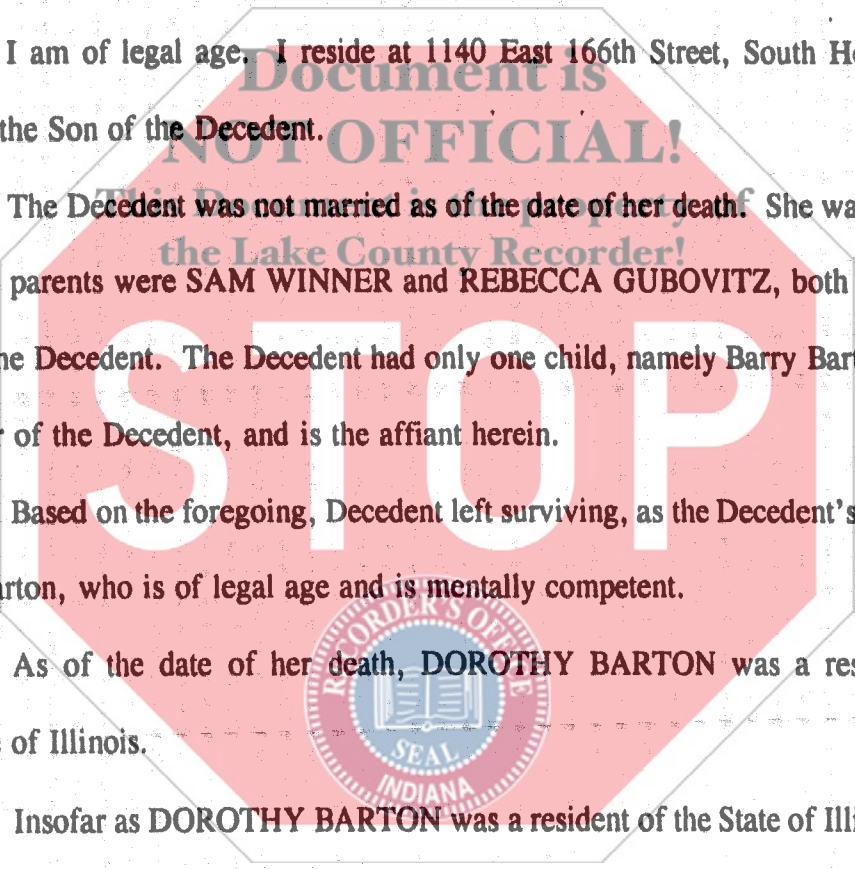 I am of legal age. I reside at 1140 East 166th Street, South H
Document is
the Son of the Decedent.
NOT OFFICIAL!
The Decedent was not married as of the date of her death. She wa
This Document is the property of
the Lake County Recorder!
parents were SAM WINNER and REBECCA GUBOVITZ, both
ne Decedent. The Decedent had only one child, namely Barry Bar
STOP
of the Decedent, and is the affiant herein.
Based on the foregoing, Decedent left surviving, as the Decedent's
arton, who is of legal age and is mentally competent.
RECORDER'S OFFICE
As of the date of her death, DOROTHY BARTON was a res
of Illinois.
SEAL
INDIANA
Insofar as DOROTHY BARTON was a resident of the State of Illi